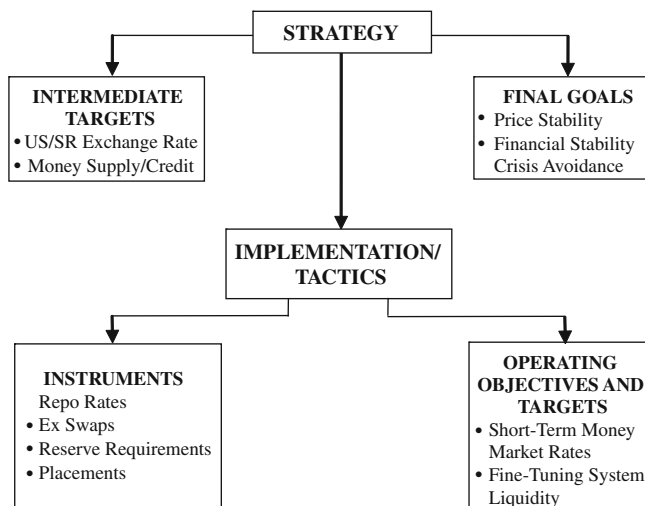 STRATEGY
INTERMEDIATE
TARGETS
• US/SR Exchange Rate
• Money Supply/Credit
FINAL GOALS
• Price Stability
• Financial Stability
Crisis Avoidance
IMPLEMENTATION/
TACTICS
INSTRUMENTS
Repo Rates
• Ex Swaps
• Reserve Requirements
• Placements
OPERATING
OBJECTIVES AND
TARGETS
• Short-Term Money
Market Rates
• Fine-Tuning System
Liquidity